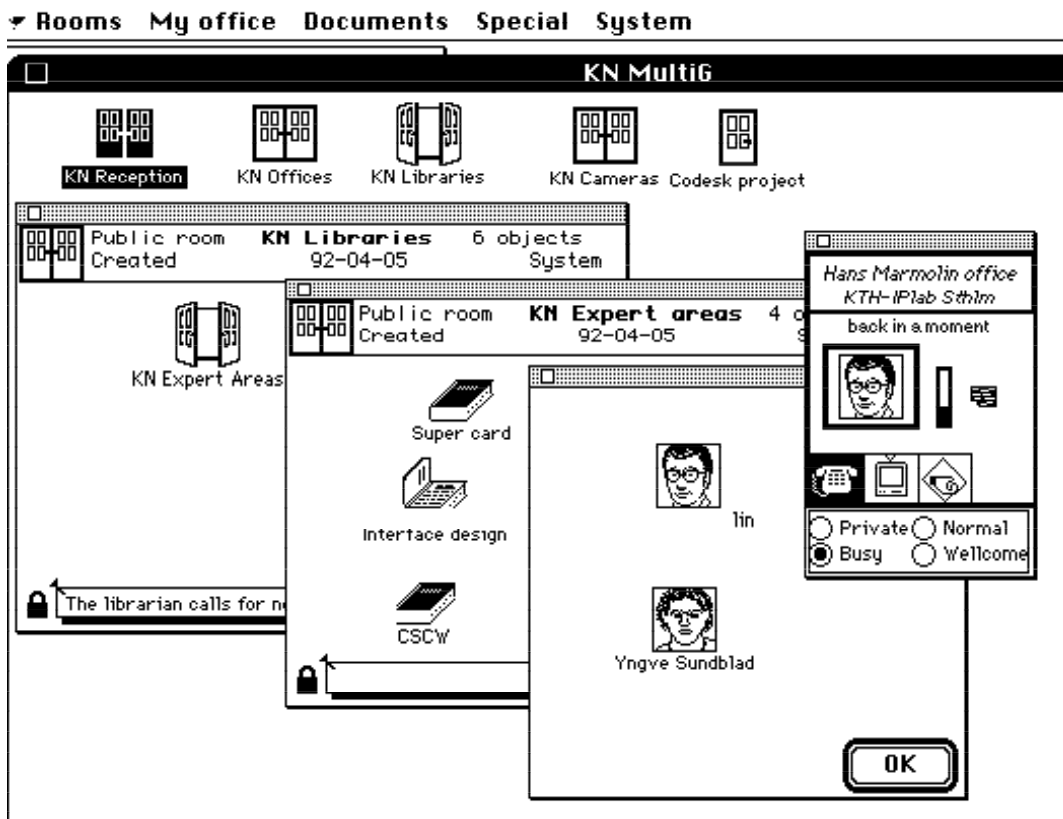 Rooms My office Documents Special System
KN MultiG
KN Reception
KN Offices
KN Libraries
KN Cameras
Codesk project
Public room KN Libraries 6 objects
Created 92-04-05 System
KN Expert Areas
The librarian calls for
Public room KN Expert areas 4
Created 92-04-05
Super card
Interface design
CSCW
lin
Yngve Sundblad
OK
Hans Marmolin office
KTH-IPlab Sthlm
back in a moment
Private Normal
Busy Wellcome